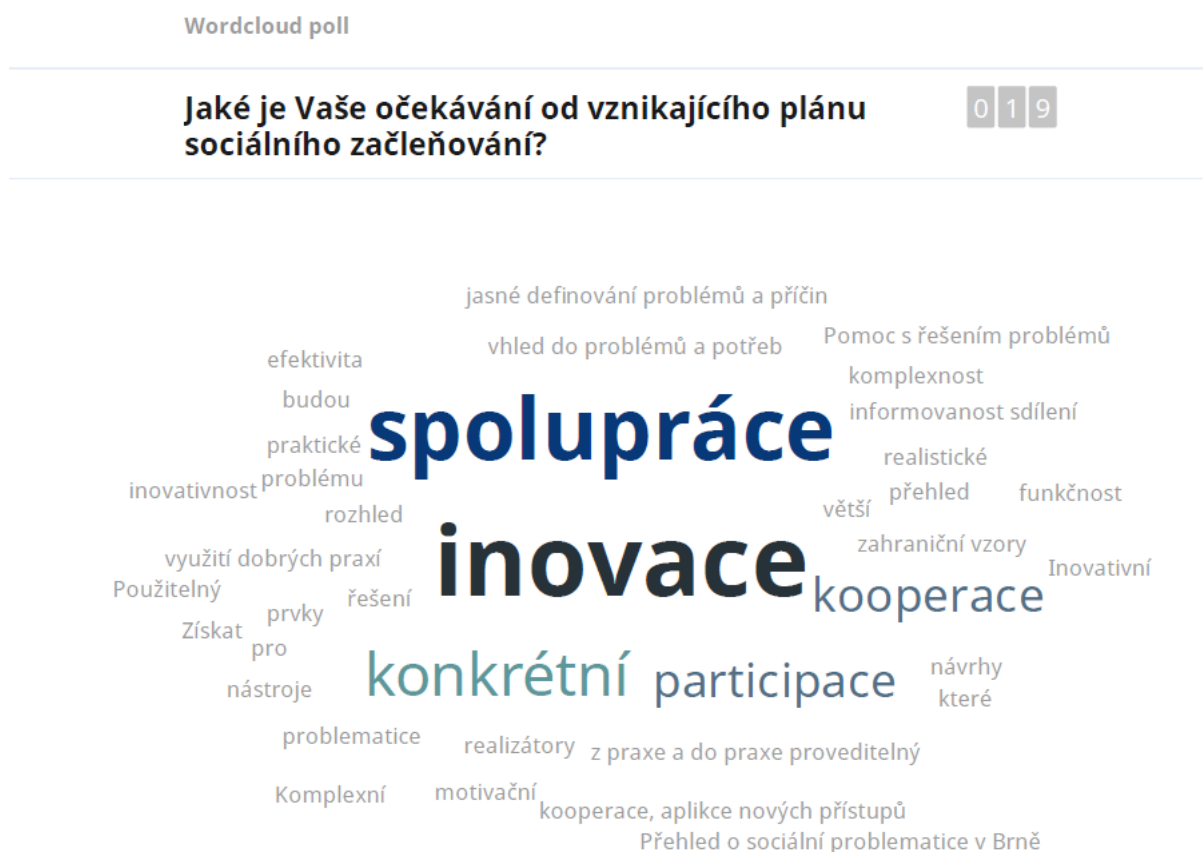 Wordcloud poll
Jaké je Vaše očekávání od vznikajícího plánu
sociálního začleňování?
019
jasné definování problémů a příčin
Pomoc s řešením problémů
vhled do problémů a potřeb
efektivita
komplexnost
budou
informovanost sdílení
spolupráce
praktické
realistické
problému
inovativnost
přehled
funkčnost
větší
rozhled
zahraniční vzory
využití dobrých praxí
inovace
Inovativní
Použitelný
řešení
kooperace
prvky
Získat
pro
návrhy
konkrétní
participace
nástroje
které
problematice
realizátory
z praxe a do praxe proveditelný
Komplexní
motivační
kooperace, aplikce nových přístupů
Přehled o sociální problematice v Brně